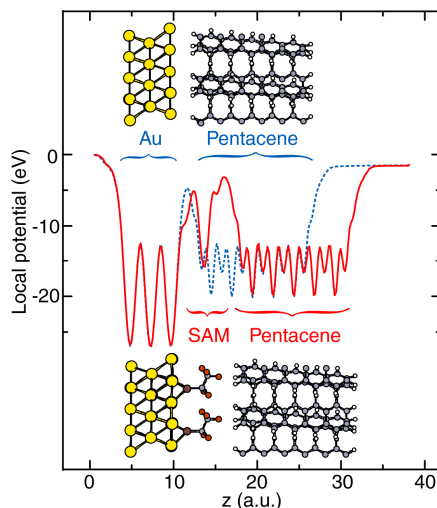 Au
Pentacene
Local potential (eV)
0
-10
-20
SAM
Pentacene
0
10
20
30
40
z (a.u.)